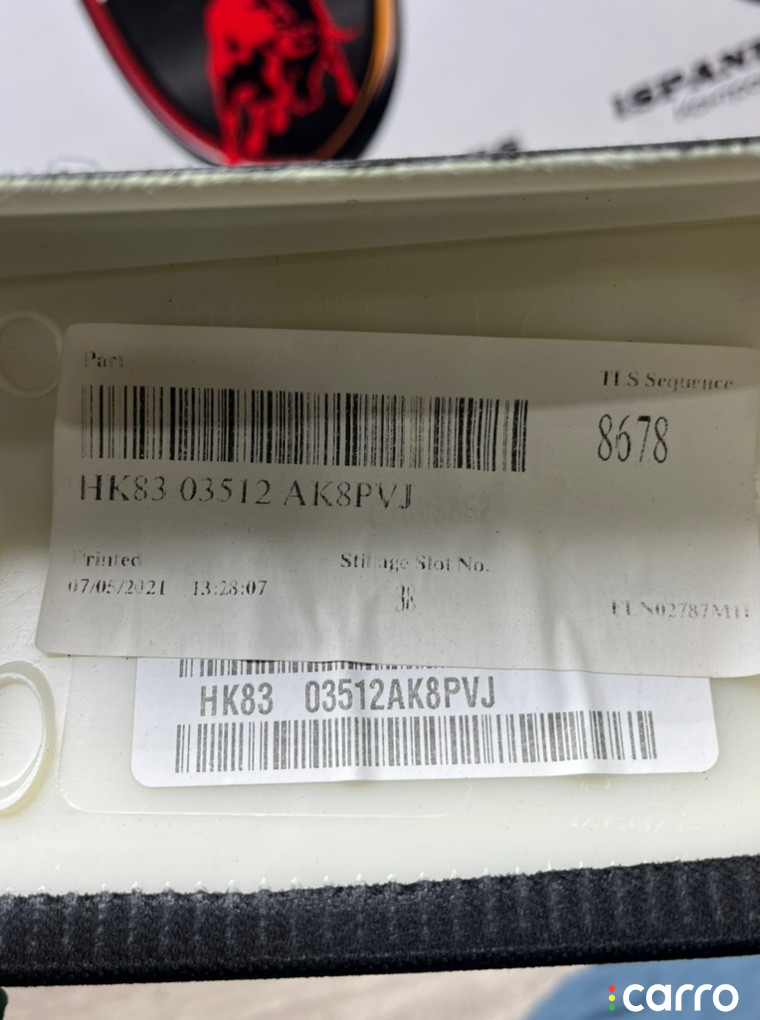 Part
TLS Sequence
8678
HK83 03512 AK8PVJ
Printed
07/05/2021 13:28:07
Stillage Slot No.
38
HK83 03512AK8PVJ
carro